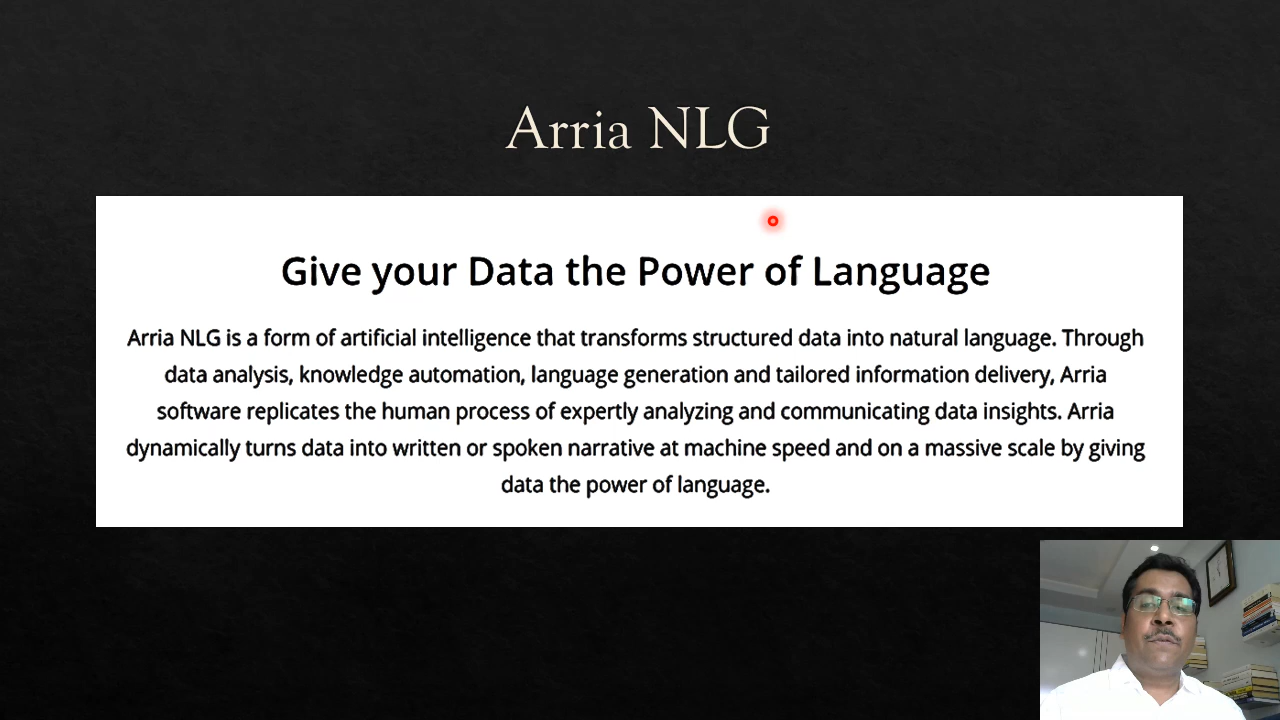 Arria NLG
Give your Data the Power of Language
Arria NLG is a form of artificial intelligence that transforms structured data into natural language. Through
data analysis, knowledge automation, language generation and tailored information delivery, Arria
software replicates the human process of expertly analyzing and communicating data insights. Arria
dynamically turns data into written or spoken narrative at machine speed and on a massive scale by giving
data the power of language.